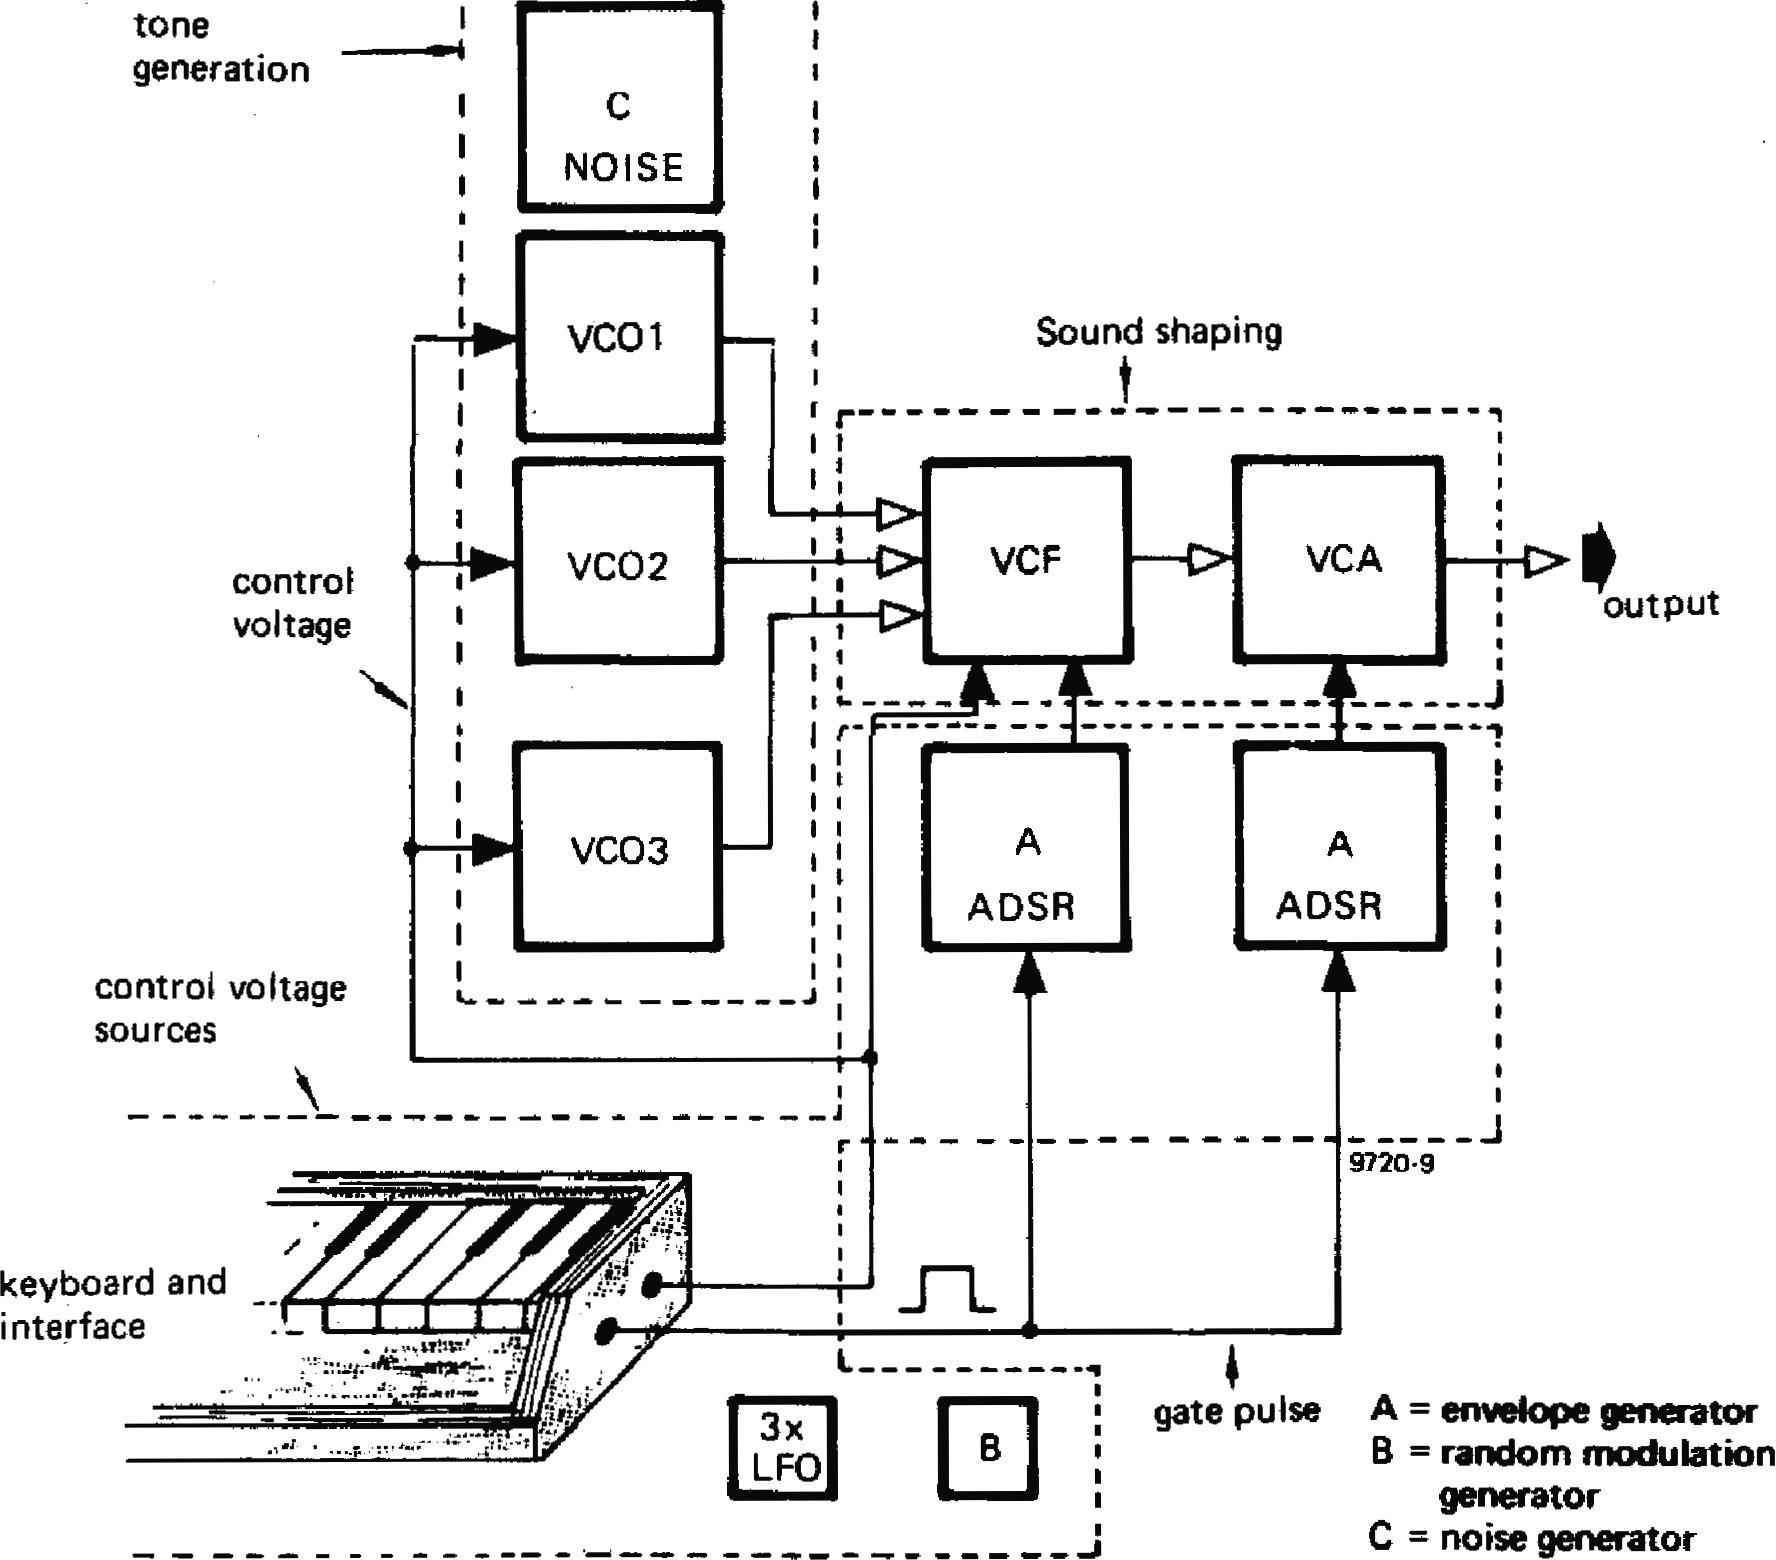 tone
generation
C
NOISE
VCO1
Sound shaping
VCO2
VCF
VCA
control
voltage
output
VCO3
A
ADSR
A
ADSR
control voltage
sources
9720-9
keyboard and
interface
3x
LFO
B
gate pulse
A = envelope generator
B = random modulation
generator
C = noise generator